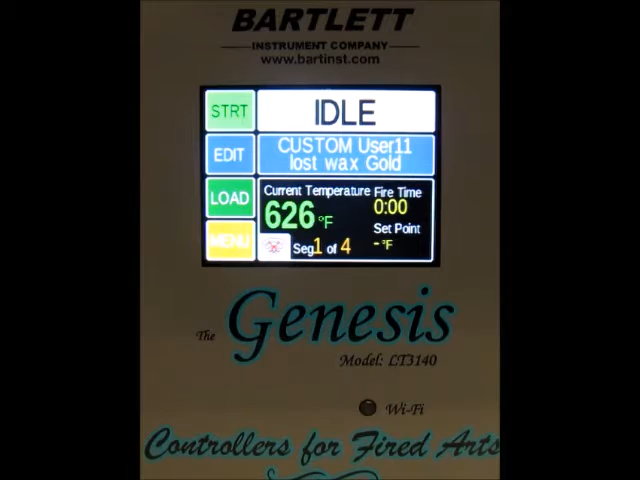 BARTLETT
INSTRUMENT COMPANY
www.bartinst.com
STRT
IDLE
EDIT
CUSTOM User11
lost wax Gold
LOAD
Current Temperature
626 °F
Fire Time
0:00
Set Point
- °F
MENU
Seg 1 of 4
The Genesis
Model: LT3140
Wi-Fi
Controllers for Fired Arts